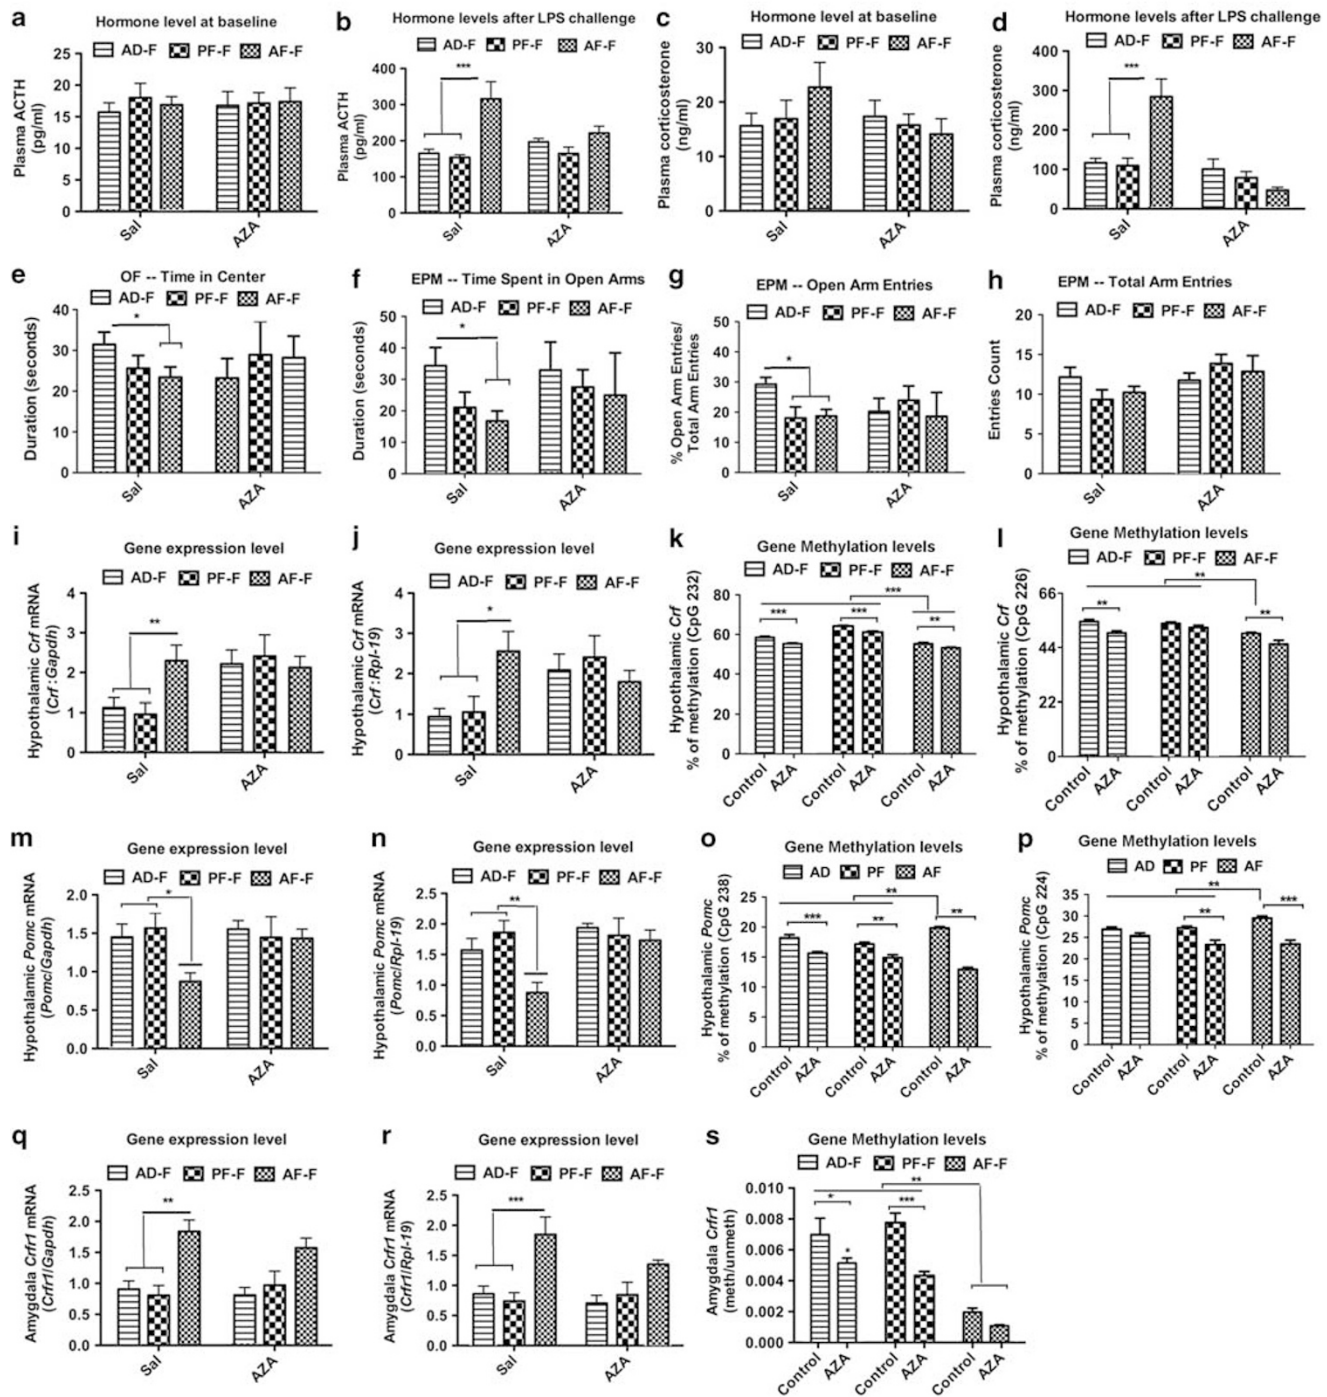 a
Hormone level at baseline
AD-F PF-F AF-F
Plasma ACTH
(pg/ml)
25
20
15
10
5
0
Sal
AZA
b
Hormone levels after LPS challenge
AD-F PF-F AF-F
Plasma ACTH
(pg/ml)
400
300
200
100
0
***
Sal
AZA
c
Hormone level at baseline
AD-F PF-F AF-F
Plasma corticosterone
(ng/ml)
30
20
10
0
Sal
AZA
d
Hormone levels after LPS challenge
AD-F PF-F AF-F
Plasma corticosterone
(ng/ml)
400
300
200
100
0
***
Sal
AZA
e
OF -- Time in Center
AD-F PF-F AF-F
Duration (seconds)
40
30
20
10
0
*
Sal
AZA
f
EPM -- Time Spent in Open Arms
AD-F PF-F AF-F
Duration (seconds)
50
40
30
20
10
0
*
Sal
AZA
g
EPM -- Open Arm Entries
AD-F PF-F AF-F
% Open Arm Entries/
Total Arm Entries
50
40
30
20
10
0
*
Sal
AZA
h
EPM -- Total Arm Entries
AD-F PF-F AF-F
Entries Count
20
15
10
5
0
Sal
AZA
i
Gene expression level
AD-F PF-F AF-F
Hypothalamic Crf mRNA
(Crf:Gapdh)
4
3
2
1
0
**
Sal
AZA
j
Gene expression level
AD-F PF-F AF-F
Hypothalamic Crf mRNA
(Crf:Rpl-19)
4
3
2
1
0
*
Sal
AZA
k
Gene Methylation levels
AD-F PF-F AF-F
Hypothalamic Crf
% of methylation (CpG 232)
80
60
40
20
0
***
*** *** **
Control AZA Control AZA Control AZA
l
Gene Methylation levels
AD-F PF-F AF-F
Hypothalamic Crf
% of methylation (CpG 226)
66
44
22
0
**
** **
Control AZA Control AZA Control AZA
m
Gene expression level
AD-F PF-F AF-F
Hypothalamic Pomc mRNA
(Pomc/Gapdh)
2.0
1.5
1.0
0.5
0.0
*
Sal
AZA
n
Gene expression level
AD-F PF-F AF-F
Hypothalamic Pomc mRNA
(Pomc/Rpl-19)
2.5
2.0
1.5
1.0
0.5
0.0
**
Sal
AZA
o
Gene Methylation levels
AD PF AF
Hypothalamic Pomc
% of methylation (CpG 238)
25
20
15
10
5
0
**
*** ** **
Control AZA Control AZA Control AZA
p
Gene Methylation levels
AD PF AF
Hypothalamic Pomc
% of methylation (CpG 224)
35
30
25
20
15
10
5
0
**
** ***
Control AZA Control AZA Control AZA
q
Gene expression level
AD-F PF-F AF-F
Amygdala Crfr1 mRNA
(Crfr1/Gapdh)
2.5
2.0
1.5
1.0
0.5
0.0
**
Sal
AZA
r
Gene expression level
AD-F PF-F AF-F
Amygdala Crfr1 mRNA
(Crfr1/Rpl-19)
2.5
2.0
1.5
1.0
0.5
0.0
***
Sal
AZA
s
Gene Methylation levels
AD-F PF-F AF-F
Amygdala Crfr1
(meth/unmeth)
0.010
0.008
0.006
0.004
0.002
0.000
**
* ***
*
Control AZA Control AZA Control AZA